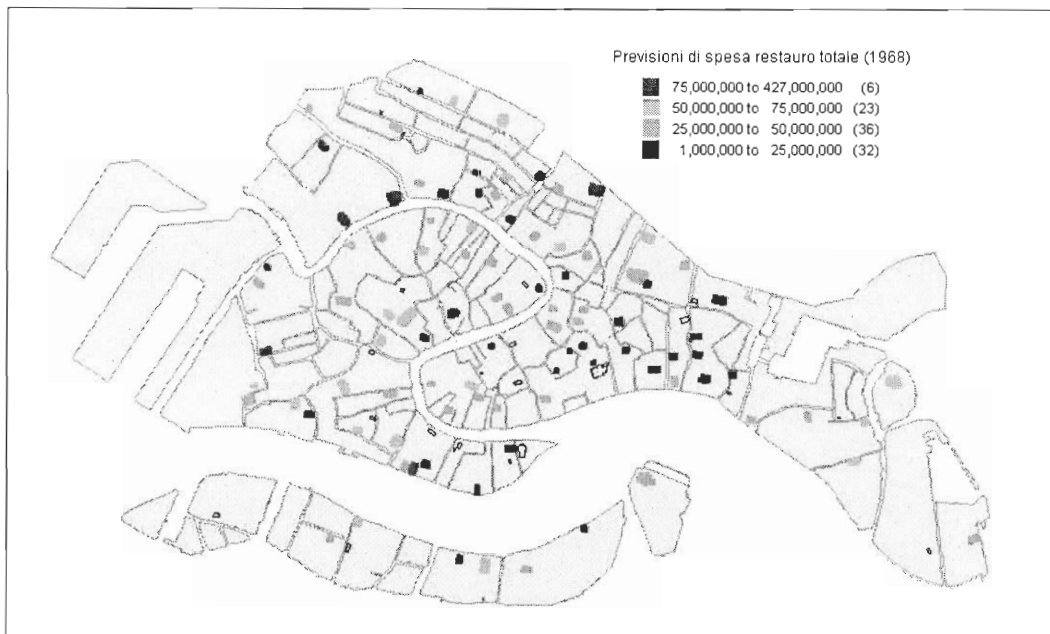 Previsioni di spesa restauro totale (1968)
75,000,000 to 427,000,000 (6)
50,000,000 to 75,000,000 (23)
25,000,000 to 50,000,000 (36)
1,000,000 to 25,000,000 (32)